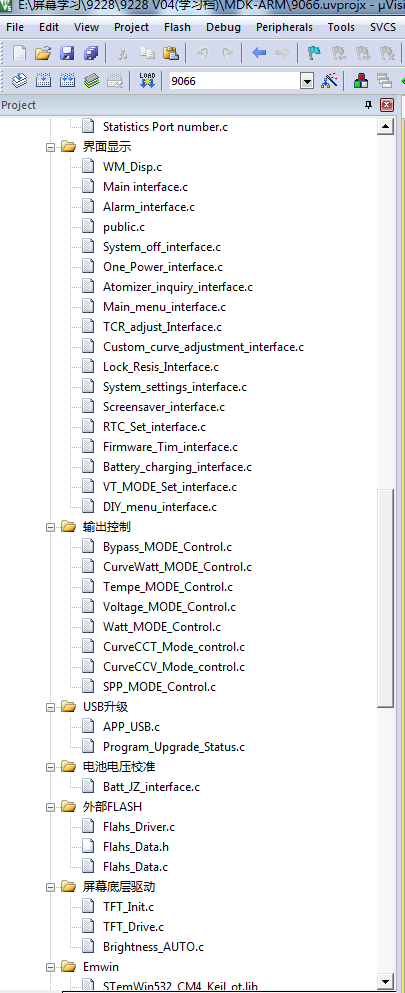 E:\屏幕学习\9228\9228 V04(学习档)\MDK-ARM\9066.uvprojx - µVisi
File Edit View Project Flash Debug Peripherals Tools SVCS
LOAD 9066
Project
Statistics Port number.c
界面显示
WM_Disp.c
Main interface.c
Alarm_interface.c
public.c
System_off_interface.c
One_Power_interface.c
Atomizer_inquiry_interface.c
Main_menu_interface.c
TCR_adjust_Interface.c
Custom_curve_adjustment_interface.c
Lock_Resis_Interface.c
System_settings_interface.c
Screensaver_interface.c
RTC_Set_interface.c
Firmware_Tim_interface.c
Battery_charging_interface.c
VT_MODE_Set_interface.c
DIY_menu_interface.c
输出控制
Bypass_MODE_Control.c
CurveWatt_MODE_Control.c
Tempe_MODE_Control.c
Voltage_MODE_Control.c
Watt_MODE_Control.c
CurveCCT_Mode_control.c
CurveCCV_Mode_control.c
SPP_MODE_Control.c
USB升级
APP_USB.c
Program_Upgrade_Status.c
电池电压校准
Batt_JZ_interface.c
外部FLASH
Flahs_Driver.c
Flahs_Data.h
Flahs_Data.c
屏幕底层驱动
TFT_Init.c
TFT_Drive.c
Brightness_AUTO.c
Emwin
STemWin532_CM4_Keil_ot.lib